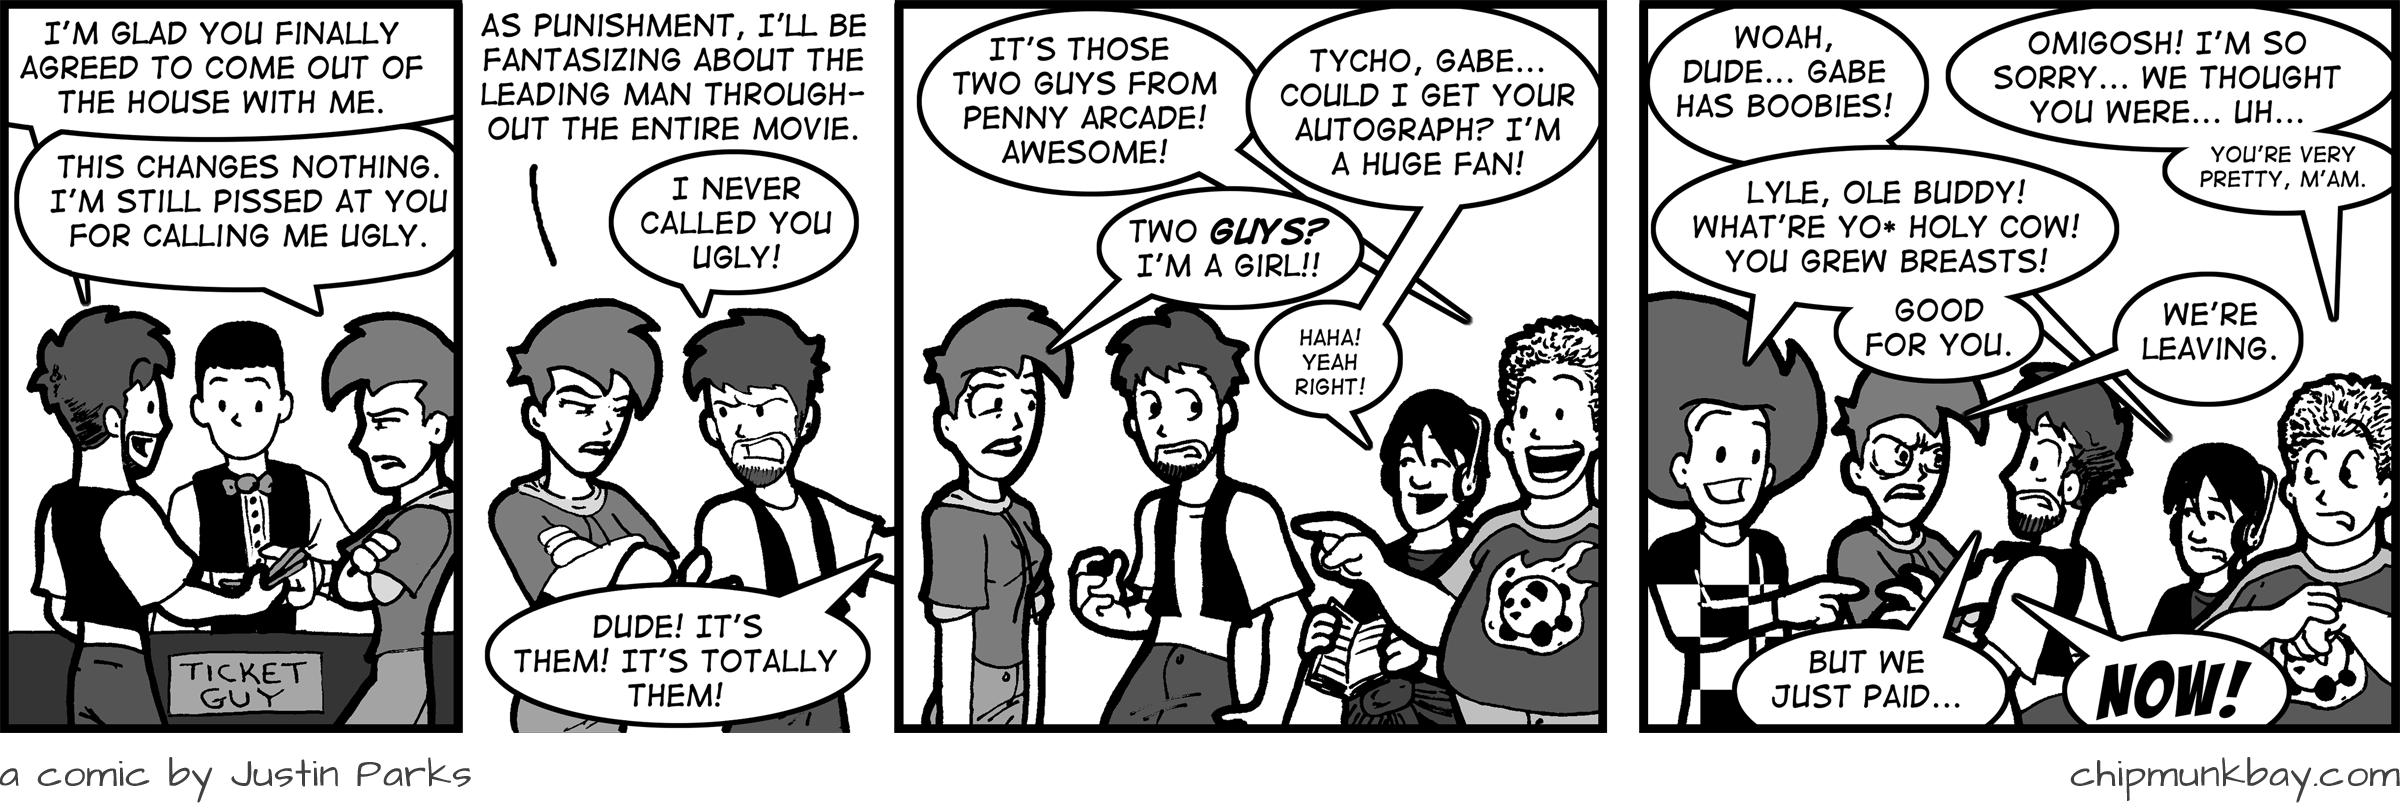 I'M GLAD YOU FINALLY
AGREED TO COME OUT OF
THE HOUSE WITH ME.
THIS CHANGES NOTHING.
I'M STILL PISSED AT YOU
FOR CALLING ME UGLY.
TICKET
GUY
AS PUNISHMENT, I'LL BE
FANTASIZING ABOUT THE
LEADING MAN THROUGH-
OUT THE ENTIRE MOVIE.
I NEVER
CALLED YOU
UGLY!
DUDE! IT'S
THEM! IT'S TOTALLY
THEM!
IT'S THOSE
TWO GUYS FROM
PENNY ARCADE!
AWESOME!
TYCHO, GABE...
COULD I GET YOUR
AUTOGRAPH? I'M
A HUGE FAN!
TWO GUYS?
I'M A GIRL!!
HAHA!
YEAH
RIGHT!
WOAH,
DUDE... GABE
HAS BOOBIES!
OMIGOSH! I'M SO
SORRY... WE THOUGHT
YOU WERE... UH...
YOU'RE VERY
PRETTY, M'AM.
LYLE, OLE BUDDY!
WHAT'RE YO* HOLY COW!
YOU GREW BREASTS!
GOOD
FOR YOU.
WE'RE
LEAVING.
BUT WE
JUST PAID...
NOW!
a comic by Justin Parks
chipmunkbay.com